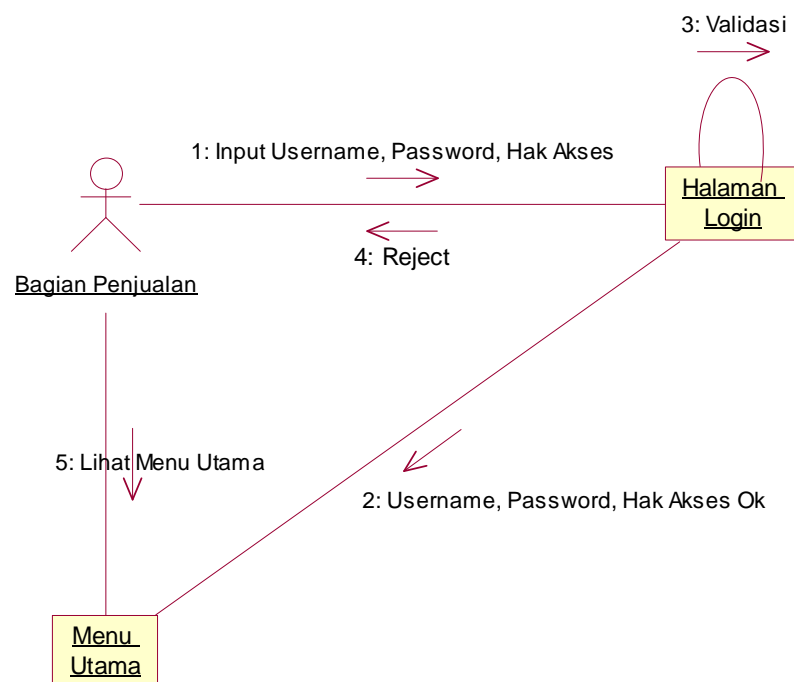 3: Validasi
1: Input Username, Password, Hak Akses
Halaman
Login
4: Reject
Bagian Penjualan
5: Lihat Menu Utama
2: Username, Password, Hak Akses Ok
Menu
Utama